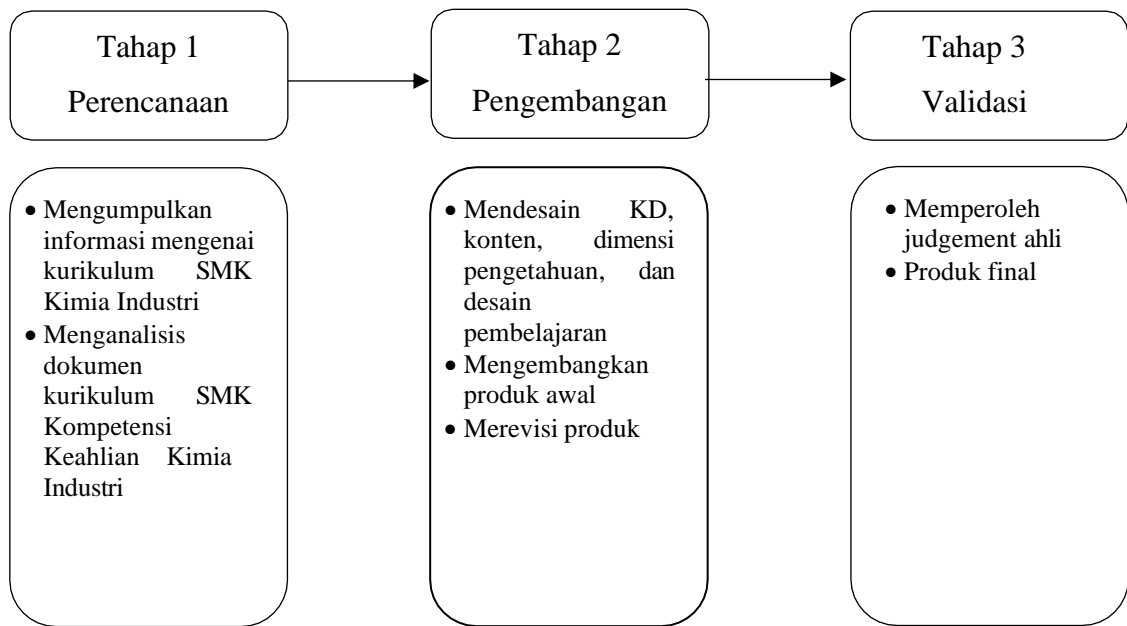 Tahap 1
Perencanaan
Tahap 2
Pengembangan
Tahap 3
Validasi
• Mengumpulkan
informasi mengenai
kurikulum SMK
Kimia Industri
• Menganalisis
dokumen
kurikulum SMK
Kompetensi
Keahlian Kimia
Industri
• Mendesain KD,
konten, dimensi
pengetahuan, dan
desain
pembelajaran
• Mengembangkan
produk awal
• Merevisi produk
• Memperoleh
judgement ahli
• Produk final